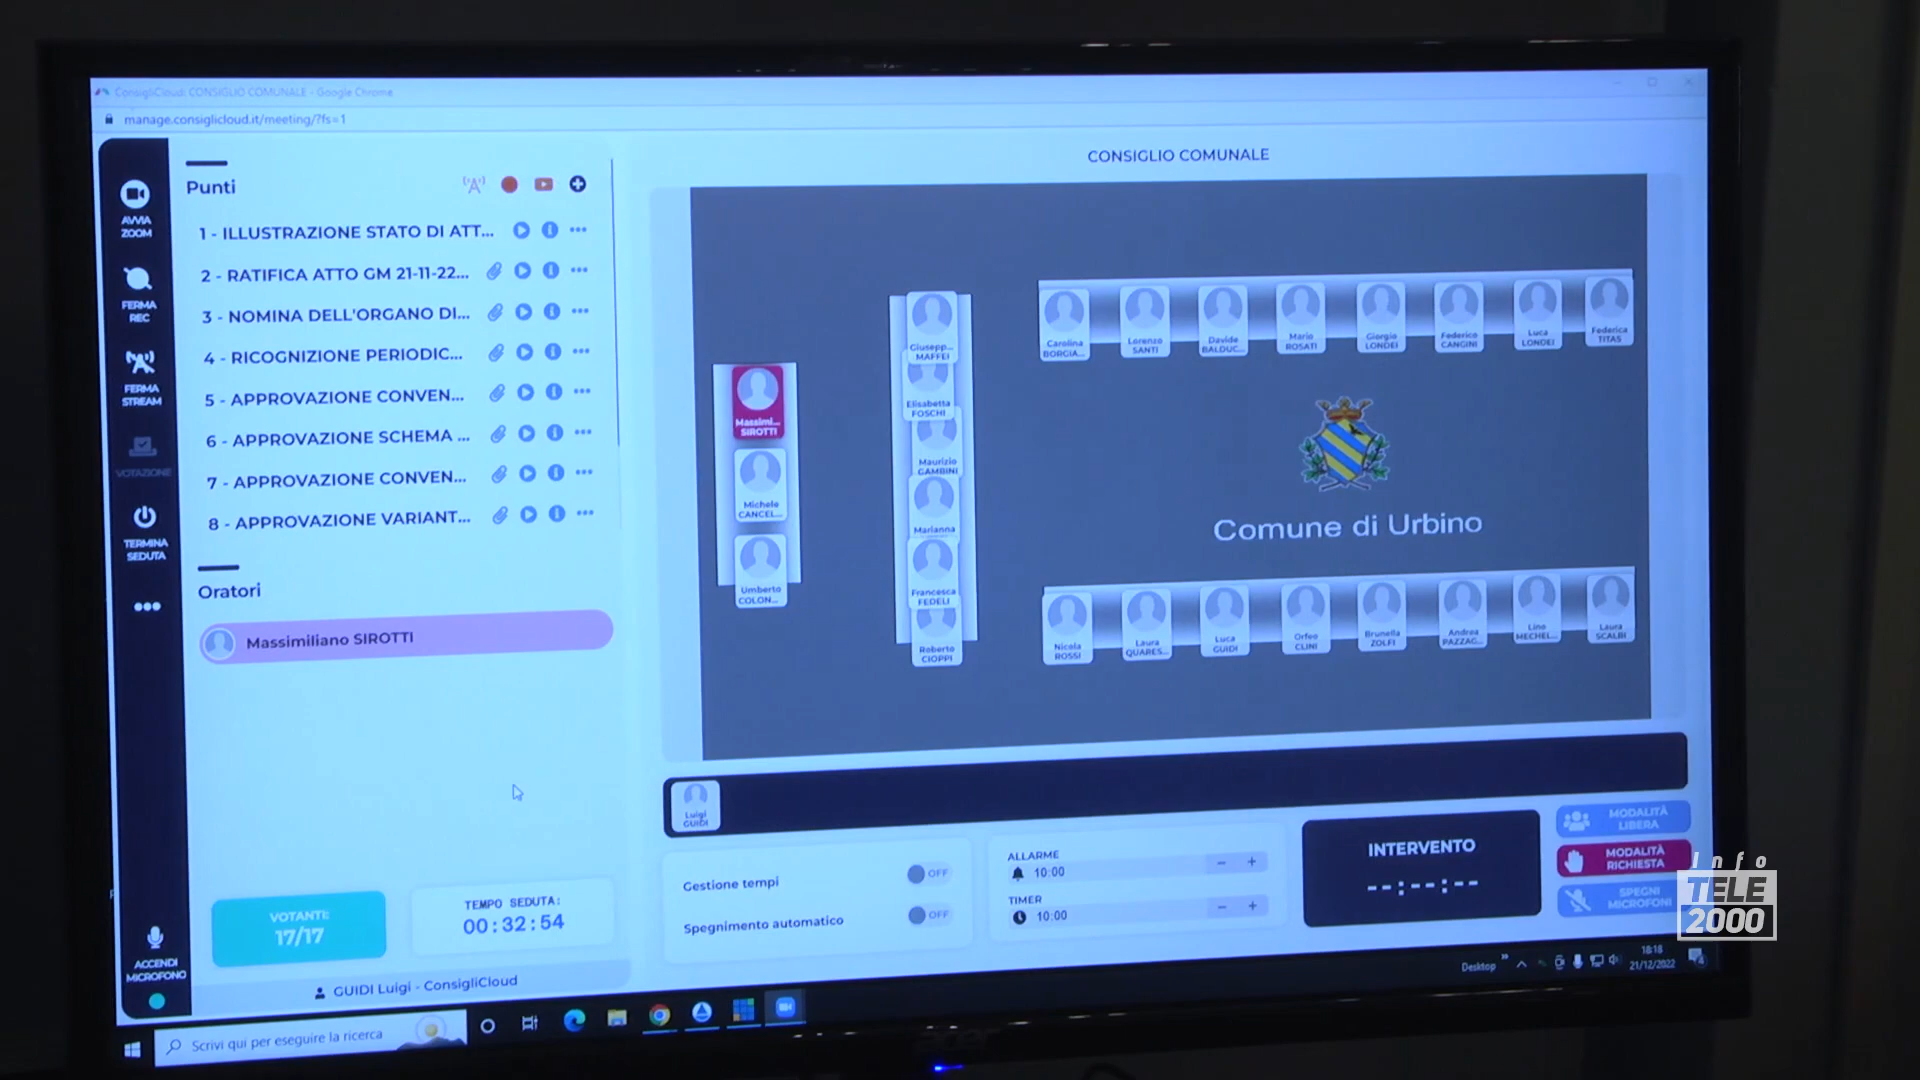 ConsigliCloud: CONSIGLIO COMUNALE - Google Chrome
manage.consiglicloud.it/meeting/?fs=1
AVVIA
ZOOM
FERMA
REC
FERMA
STREAM
VOTAZIONE
TERMINA
SEDUTA
ACCENDI
MICROFONO
Punti
1 - ILLUSTRAZIONE STATO DI ATT...
2 - RATIFICA ATTO GM 21-11-22...
3 - NOMINA DELL'ORGANO DI...
4 - RICOGNIZIONE PERIODIC...
5 - APPROVAZIONE CONVEN...
6 - APPROVAZIONE SCHEMA ...
7 - APPROVAZIONE CONVEN...
8 - APPROVAZIONE VARIANT...
Oratori
Massimiliano SIROTTI
VOTANTI:
17/17
TEMPO SEDUTA:
00:32:54
GUIDI Luigi - ConsigliCloud
CONSIGLIO COMUNALE
Massimi...
SIROTTI
Michele
CANCEL...
Umberto
COLON...
Giusepp...
MAFFEI
Elisabetta
FOSCHI
Maurizio
GAMBINI
Marianna
Francesca
FEDELI
Roberto
CIOPPI
Carolina
BORGIA...
Lorenzo
SANTI
Davide
BALDUC...
Mario
ROSATI
Giorgio
LONDEI
Federico
CANGINI
Luca
LONDEI
Federica
TITAS
Comune di Urbino
Nicola
ROSSI
Laura
QUARES...
Luca
GUIDI
Orfeo
CLINI
Brunella
ZOLFI
Andrea
PAZZAG...
Lino
MECHEL...
Laura
SCALBI
Luigi
GUIDI
Gestione tempi
OFF
Spegnimento automatico
OFF
ALLARME
10:00
− +
TIMER
10:00
− +
INTERVENTO
--:--:--
MODALITÀ
LIBERA
MODALITÀ
RICHIESTA
SPEGNI
MICROFONI
Info
TELE
2000
Desktop
18:18
21/12/2022
Scrivi qui per eseguire la ricerca
acer